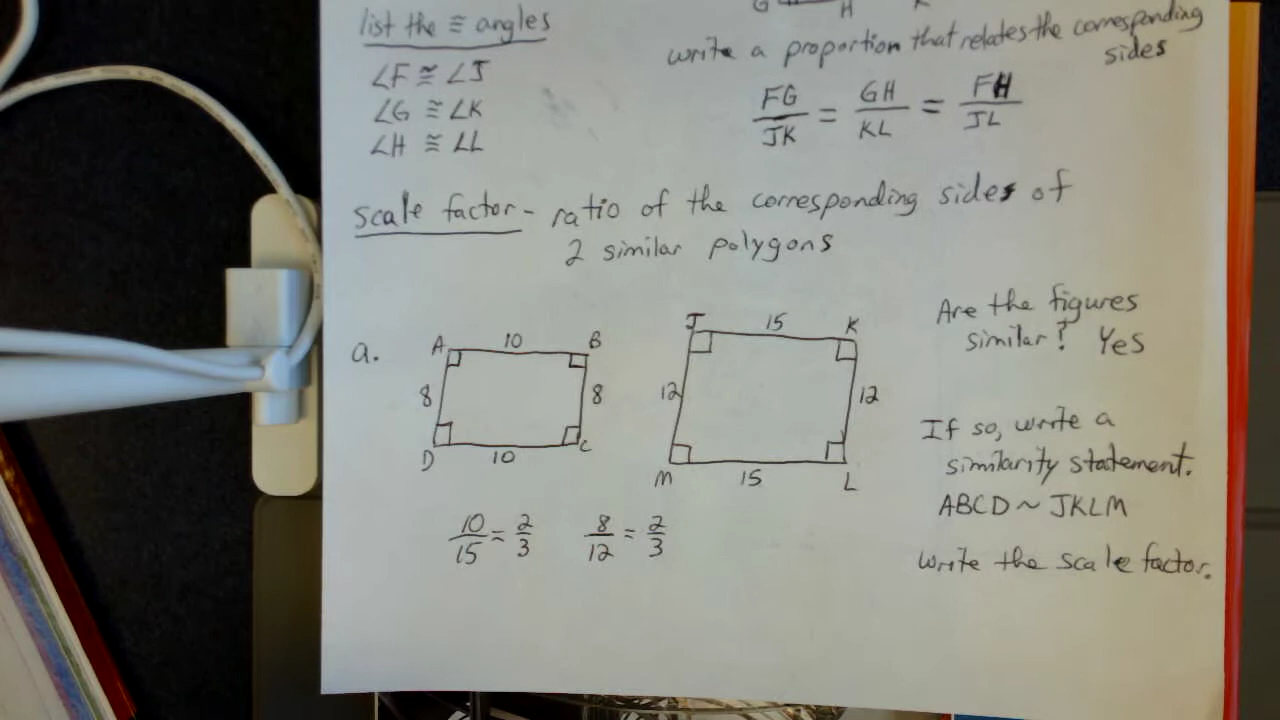 G H
list the ≅ angles
∠F ≅ ∠J
∠G ≅ ∠K
∠H ≅ ∠L
write a proportion that relates the corresponding
sides
FG/JK = GH/KL = FH/JL
scale factor - ratio of the corresponding sides of
2 similar polygons
a.
A 10 B
8 8
D 10 C
J 15 K
12 12
M 15 L
10/15 = 2/3 8/12 = 2/3
Are the figures
similar? Yes
If so, write a
similarity statement.
ABCD ~ JKLM
Write the scale factor.